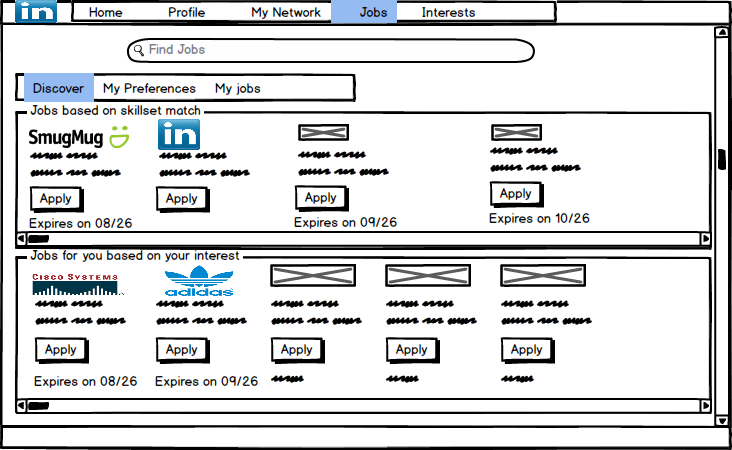 in Home Profile My Network Jobs Interests
Find Jobs
Discover My Preferences My jobs
Jobs based on skillset match
SmugMug in
Apply Apply Apply Apply
Expires on 08/26 Expires on 09/26 Expires on 10/26
Jobs for you based on your interest
CISCO SYSTEMS adidas
Apply Apply Apply Apply Apply
Expires on 08/26 Expires on 09/26